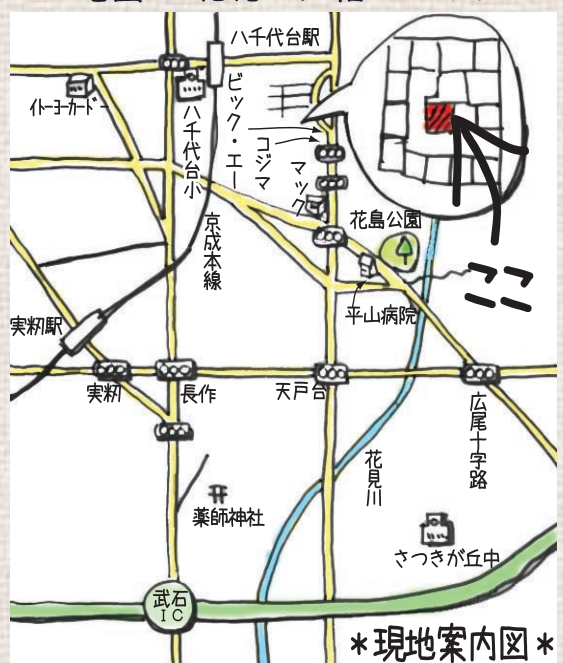 八千代台駅
イトーヨーカドー
八千代台小
ビック・エー
コジマ
マック
花島公園
ここ
京成本線
平山病院
実籾駅
実籾
長作
天戸台
広尾十字路
花見川
薬師神社
さつきが丘中
武石
IC
*現地案内図*